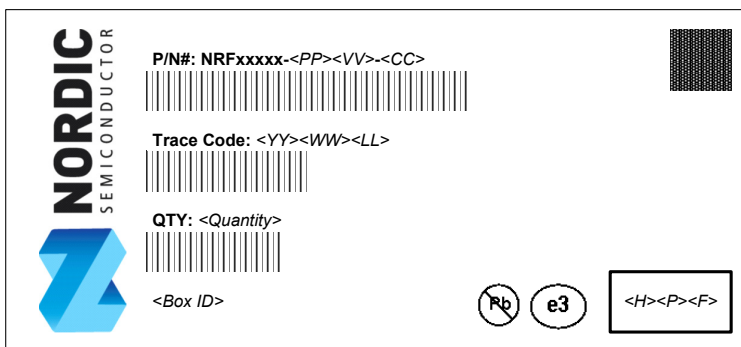 NORDIC
SEMICONDUCTOR
P/N#: NRFxxxxx-<PP><VV>-<CC>
Trace Code: <YY><WW><LL>
QTY: <Quantity>
<Box ID>
Pb
e3
<H><P><F>